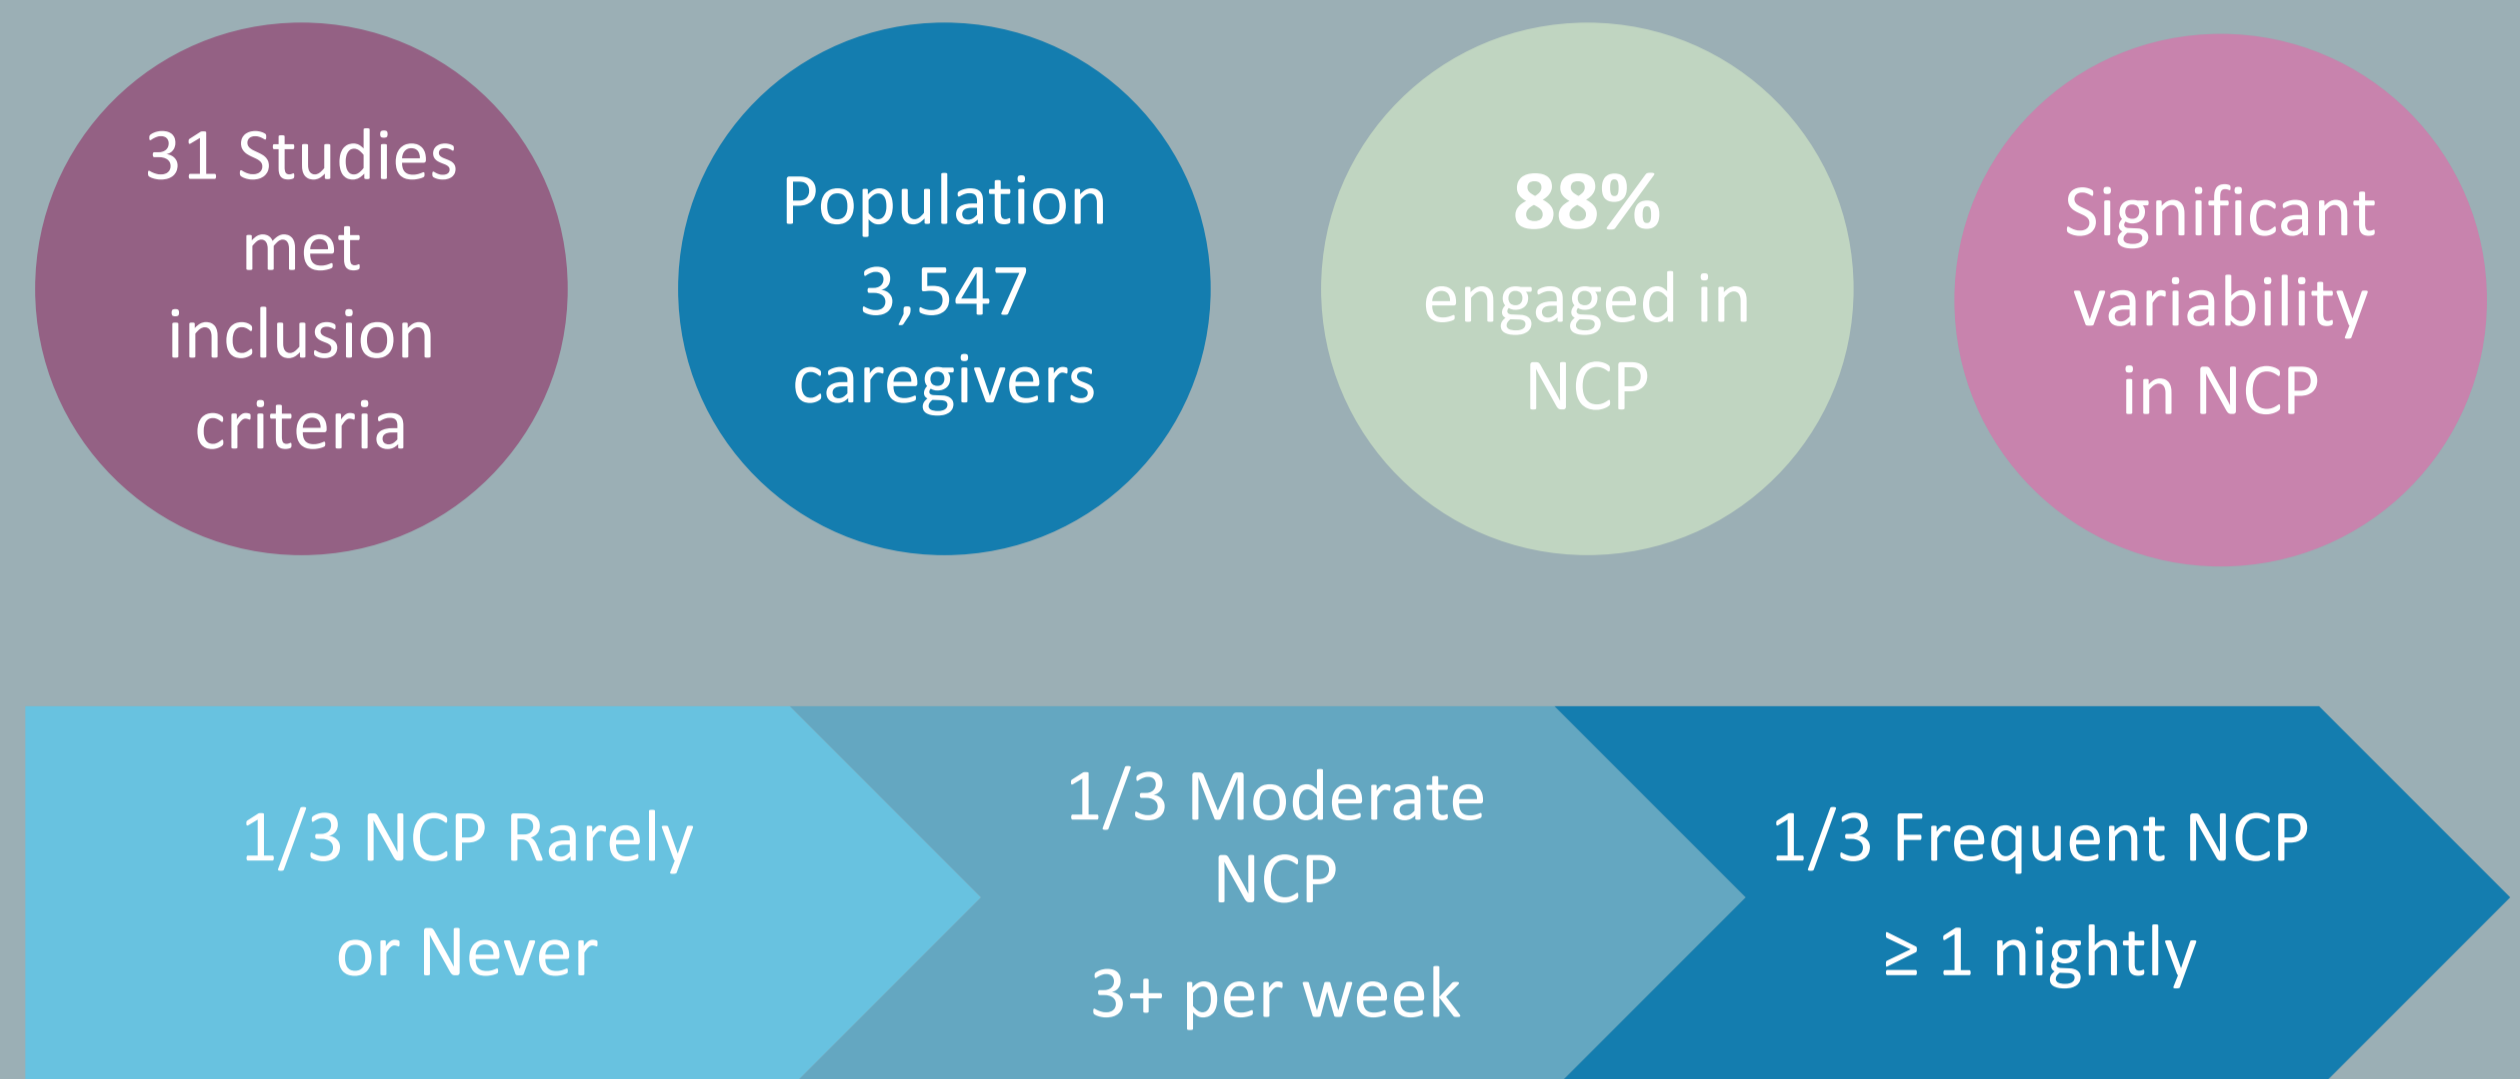 31 Studies
met
inclusion
criteria
Population
3,547
caregivers
88%
engaged in
NCP
Significant
variability
in NCP
1/3 NCP Rarely
or Never
1/3 Moderate
NCP
3+ per week
1/3 Frequent NCP
≥ 1 nightly